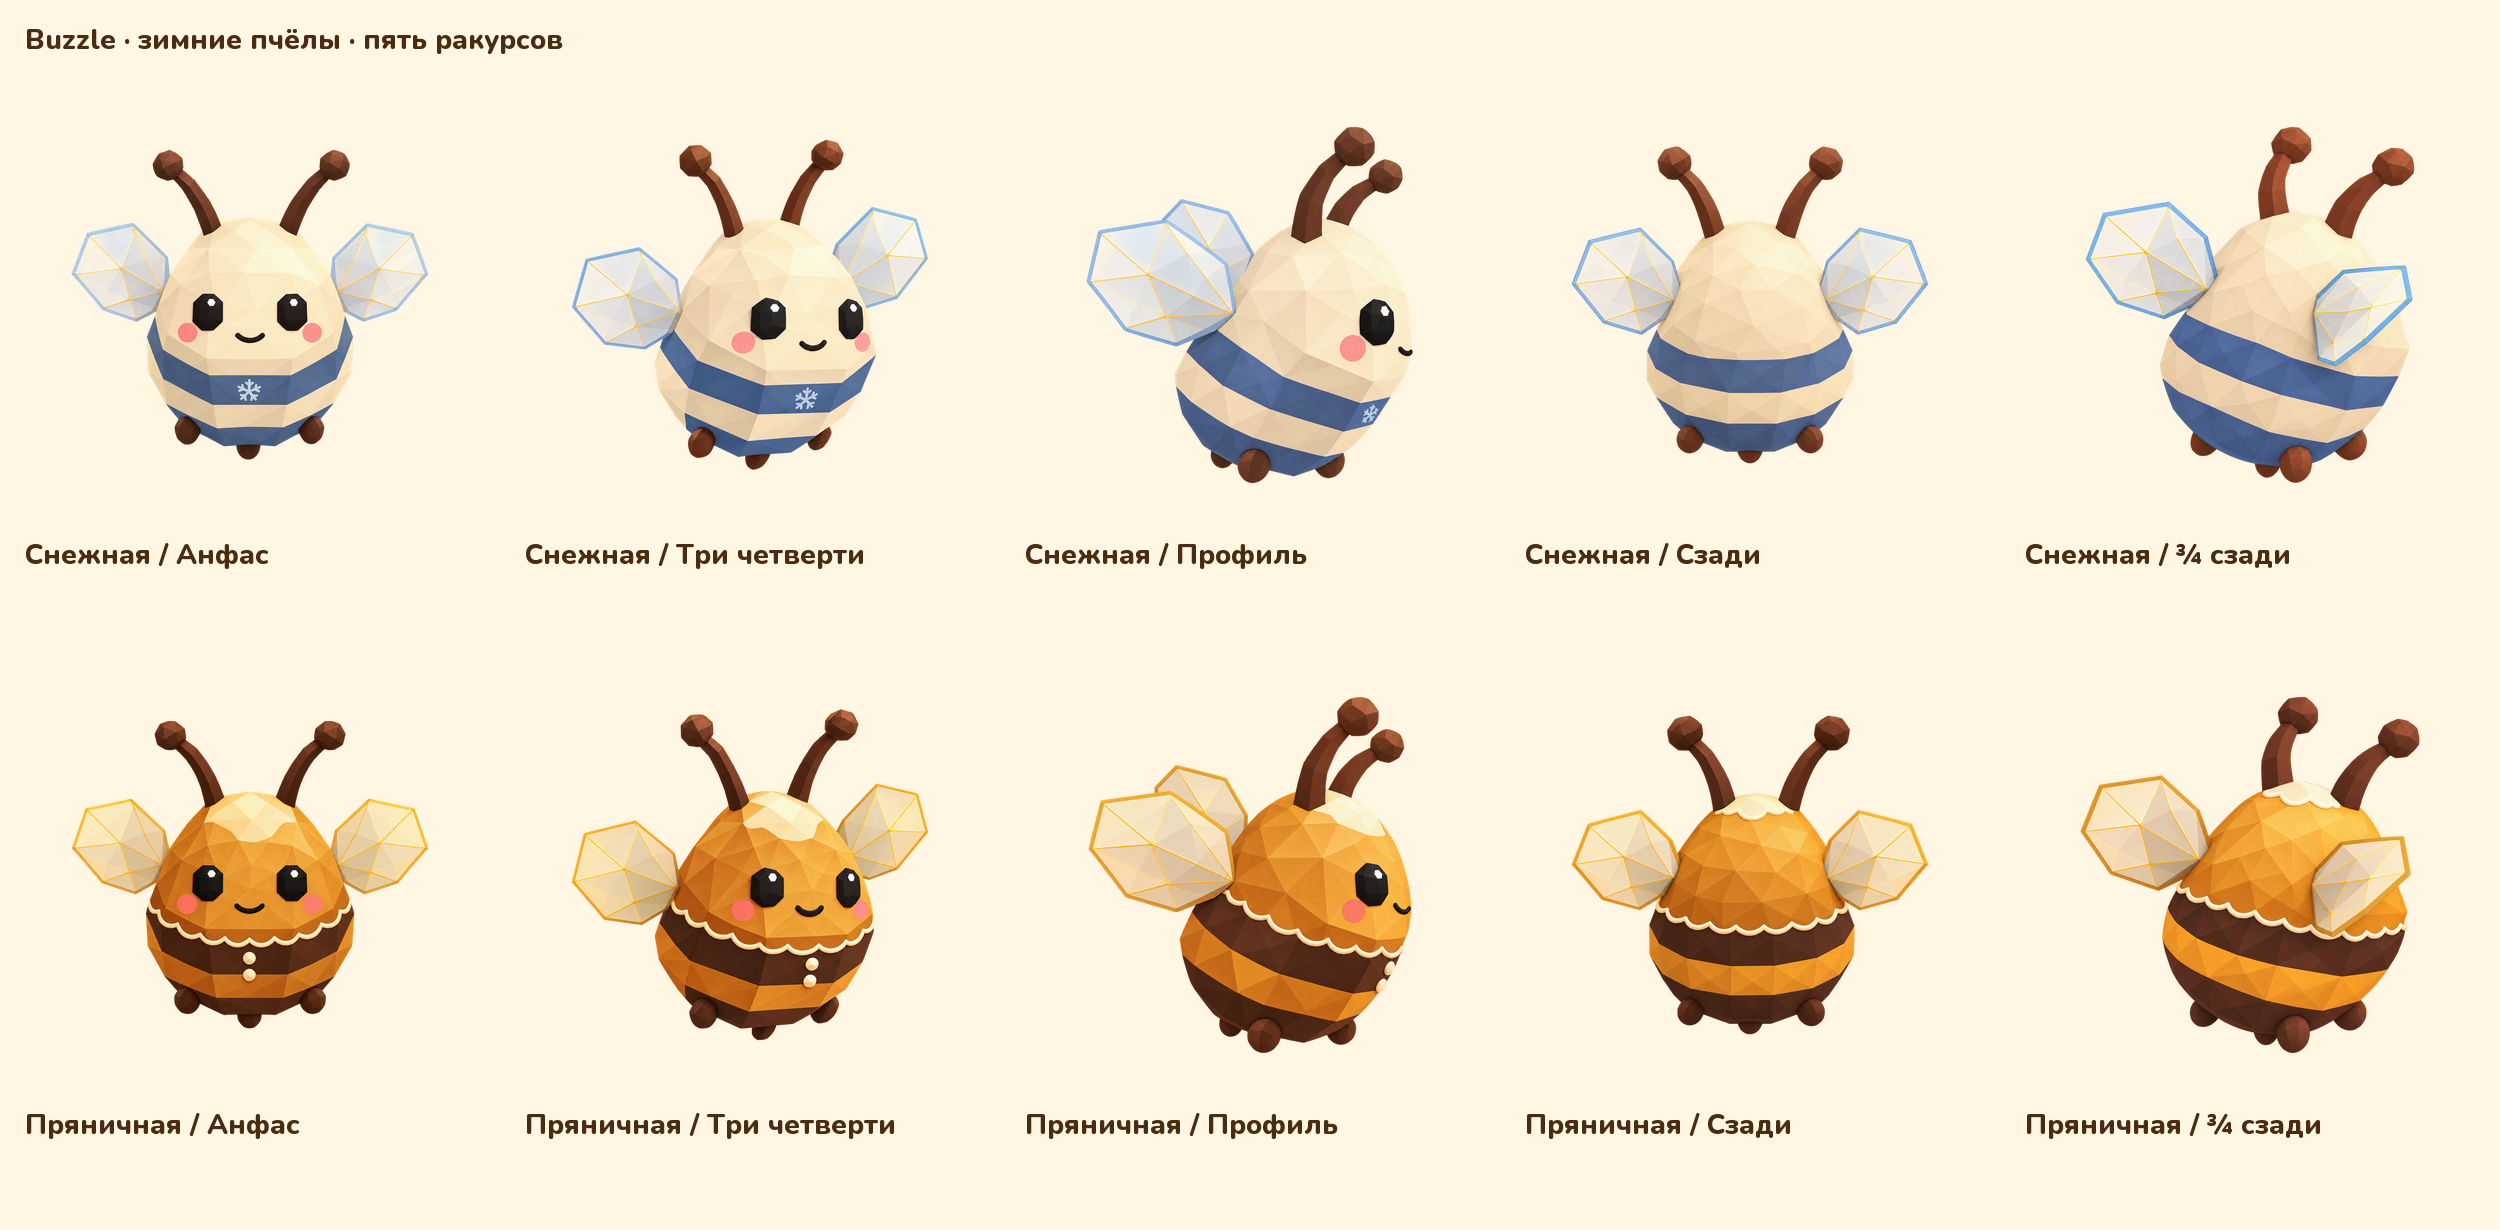 Buzzle · зимние пчёлы · пять ракурсов
Снежная / Анфас
Снежная / Три четверти
Снежная / Профиль
Снежная / Сзади
Снежная / ¾ сзади
Пряничная / Анфас
Пряничная / Три четверти
Пряничная / Профиль
Пряничная / Сзади
Пряничная / ¾ сзади